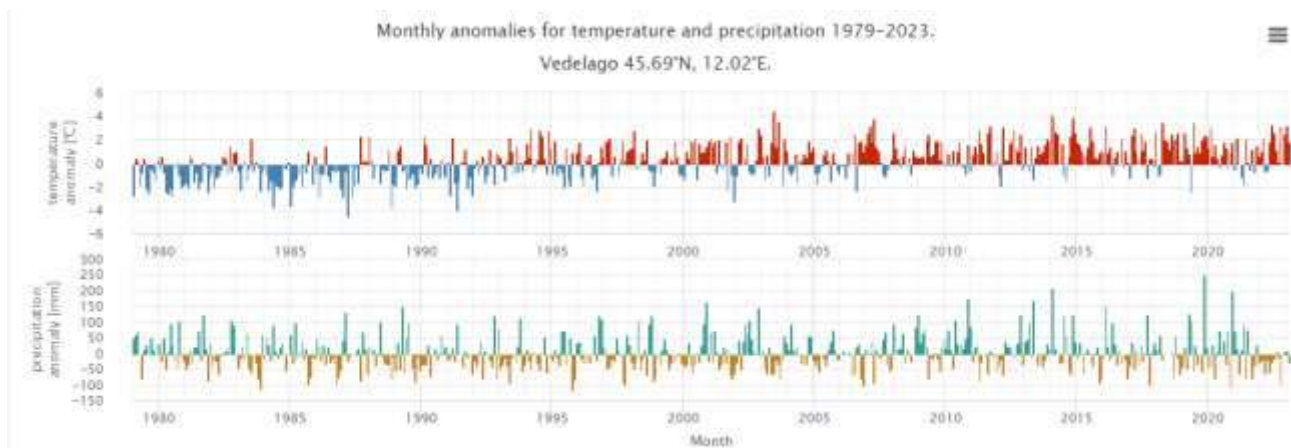 Monthly anomalies for temperature and precipitation 1979-2023.
Vedelago 45.69°N, 12.02°E.
temperature
anomaly [°C]
6
4
2
0
-2
-4
-6
1980 1985 1990 1995 2000 2005 2010 2015 2020
precipitation
anomaly [mm]
300
250
200
150
100
50
0
-50
-100
-150
1980 1985 1990 1995 2000 2005 2010 2015 2020
Month